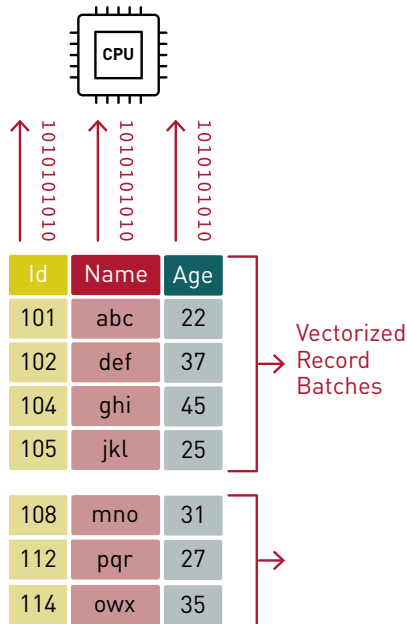 CPU
1010101010 1010101010 1010101010
Id Name Age
101 abc 22
102 def 37
104 ghi 45
105 jkl 25
Vectorized
Record
Batches
108 mno 31
112 pqr 27
114 owx 35